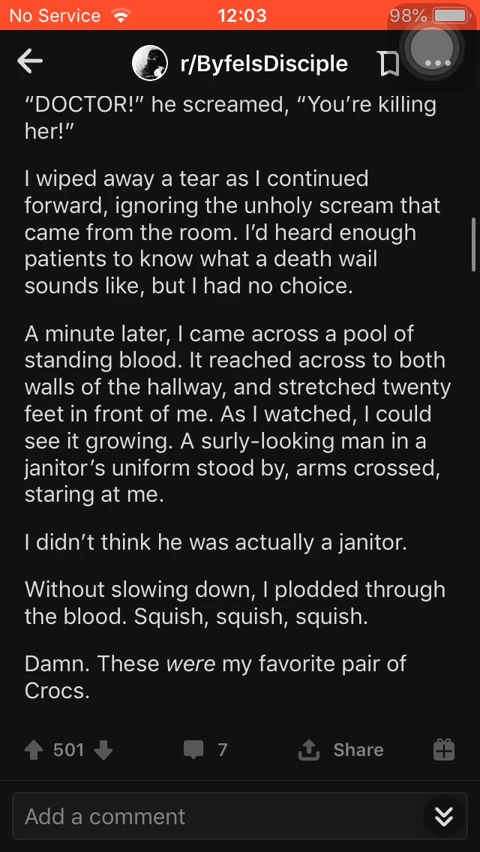 No Service 12:03 98%
r/ByfelsDisciple
“DOCTOR!” he screamed, “You’re killing
her!”
I wiped away a tear as I continued
forward, ignoring the unholy scream that
came from the room. I’d heard enough
patients to know what a death wail
sounds like, but I had no choice.
A minute later, I came across a pool of
standing blood. It reached across to both
walls of the hallway, and stretched twenty
feet in front of me. As I watched, I could
see it growing. A surly-looking man in a
janitor’s uniform stood by, arms crossed,
staring at me.
I didn’t think he was actually a janitor.
Without slowing down, I plodded through
the blood. Squish, squish, squish.
Damn. These were my favorite pair of
Crocs.
501 7 Share
Add a comment